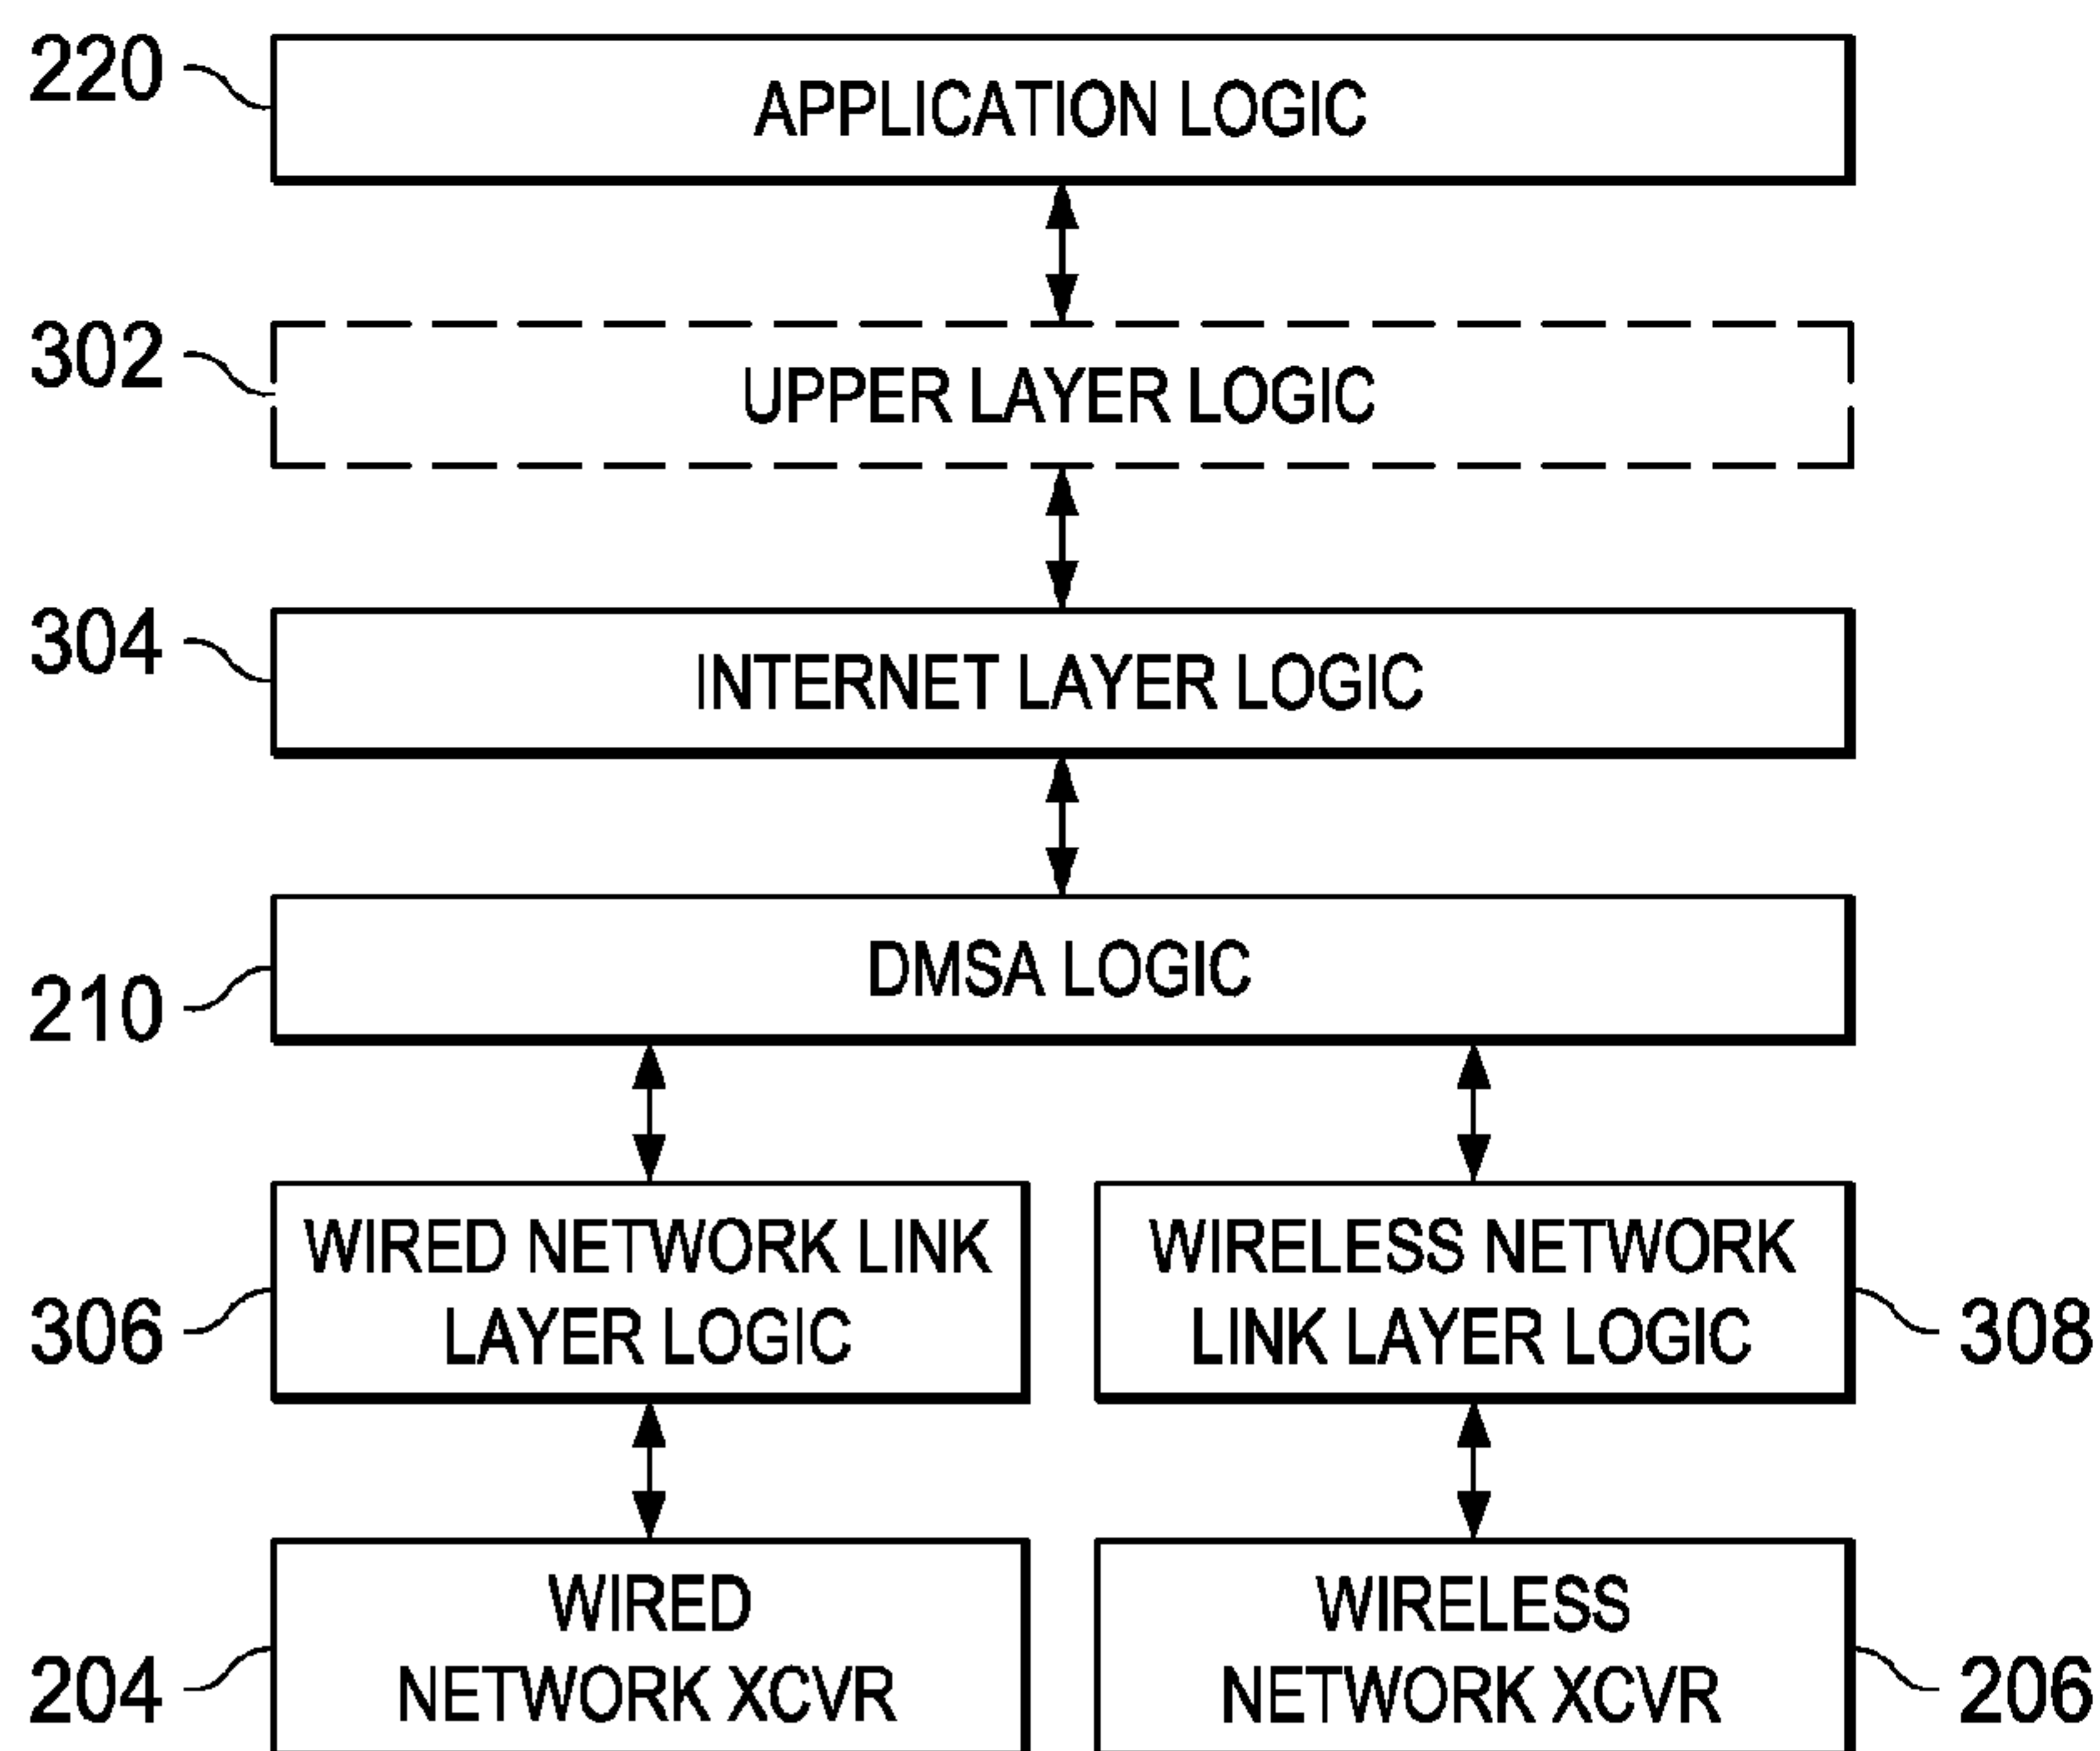 220
APPLICATION LOGIC
302
UPPER LAYER LOGIC
304
INTERNET LAYER LOGIC
DMSA LOGIC
210
WIRED NETWORK LINK
LAYER LOGIC
306
WIRELESS NETWORK
LINK LAYER LOGIC
308
WIRED
NETWORK XCVR
204
WIRELESS
NETWORK XCVR
206